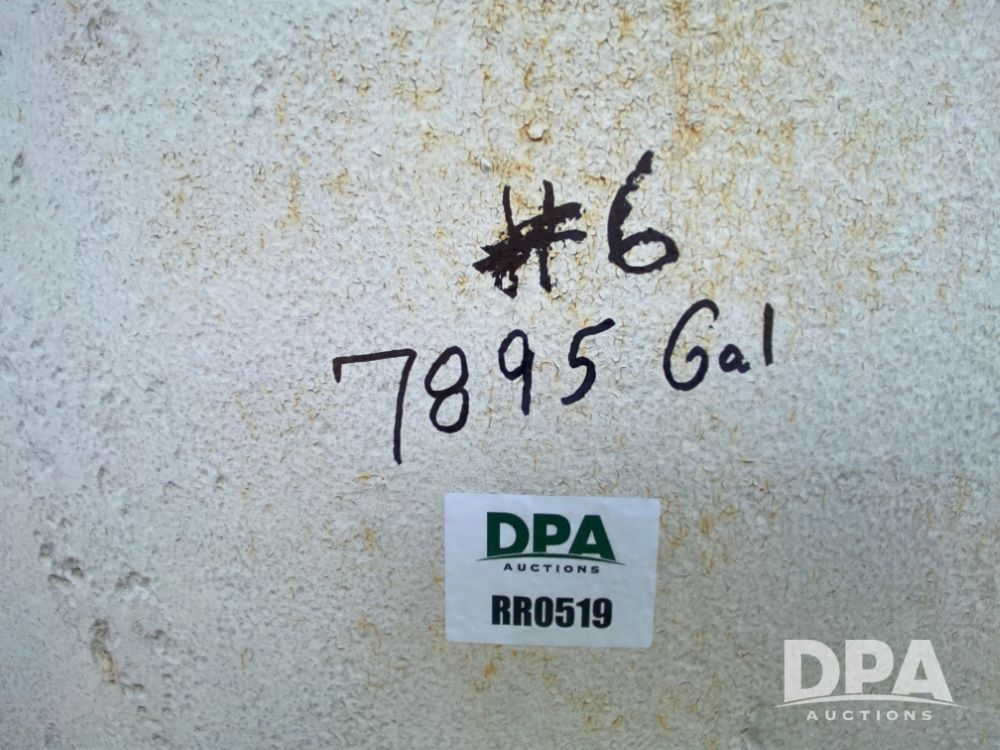 #6
7895 Gal
DPA
AUCTIONS
RR0519
DPA
AUCTIONS